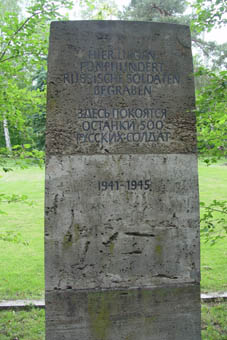 HIER LIEGEN
FÜNFHUNDERT
RUSSISCHE SOLDATEN
BEGRABEN
ЗДЕСЬ ПОКОЯТСЯ
ОСТАНКИ 500
РУССКИХ СОЛДАТ
1941-1945